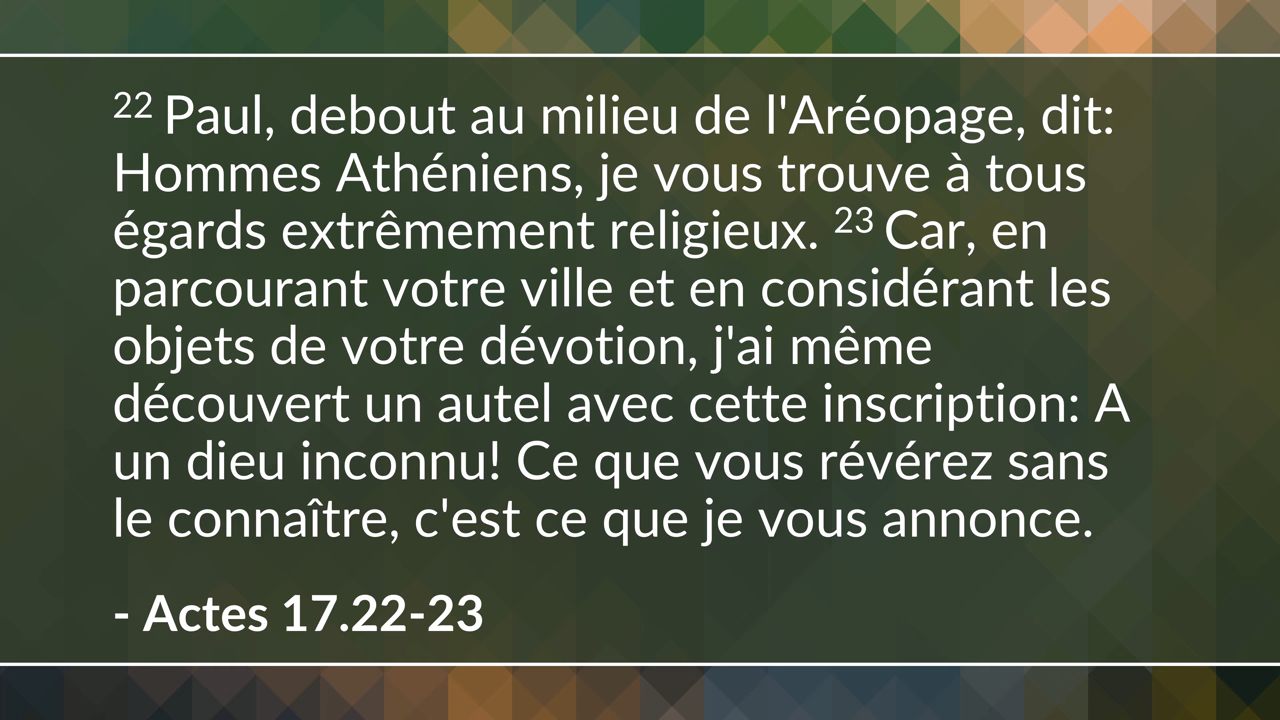 22 Paul, debout au milieu de l'Aréopage, dit:
Hommes Athéniens, je vous trouve à tous
égards extrêmement religieux. 23 Car, en
parcourant votre ville et en considérant les
objets de votre dévotion, j'ai même
découvert un autel avec cette inscription: A
un dieu inconnu! Ce que vous révérez sans
le connaître, c'est ce que je vous annonce.
- Actes 17.22-23